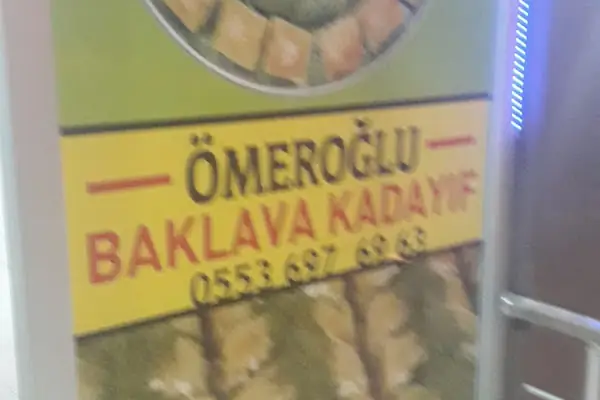 ÖMEROĞLU
BAKLAVA KADAYIF
0553 697 69 63